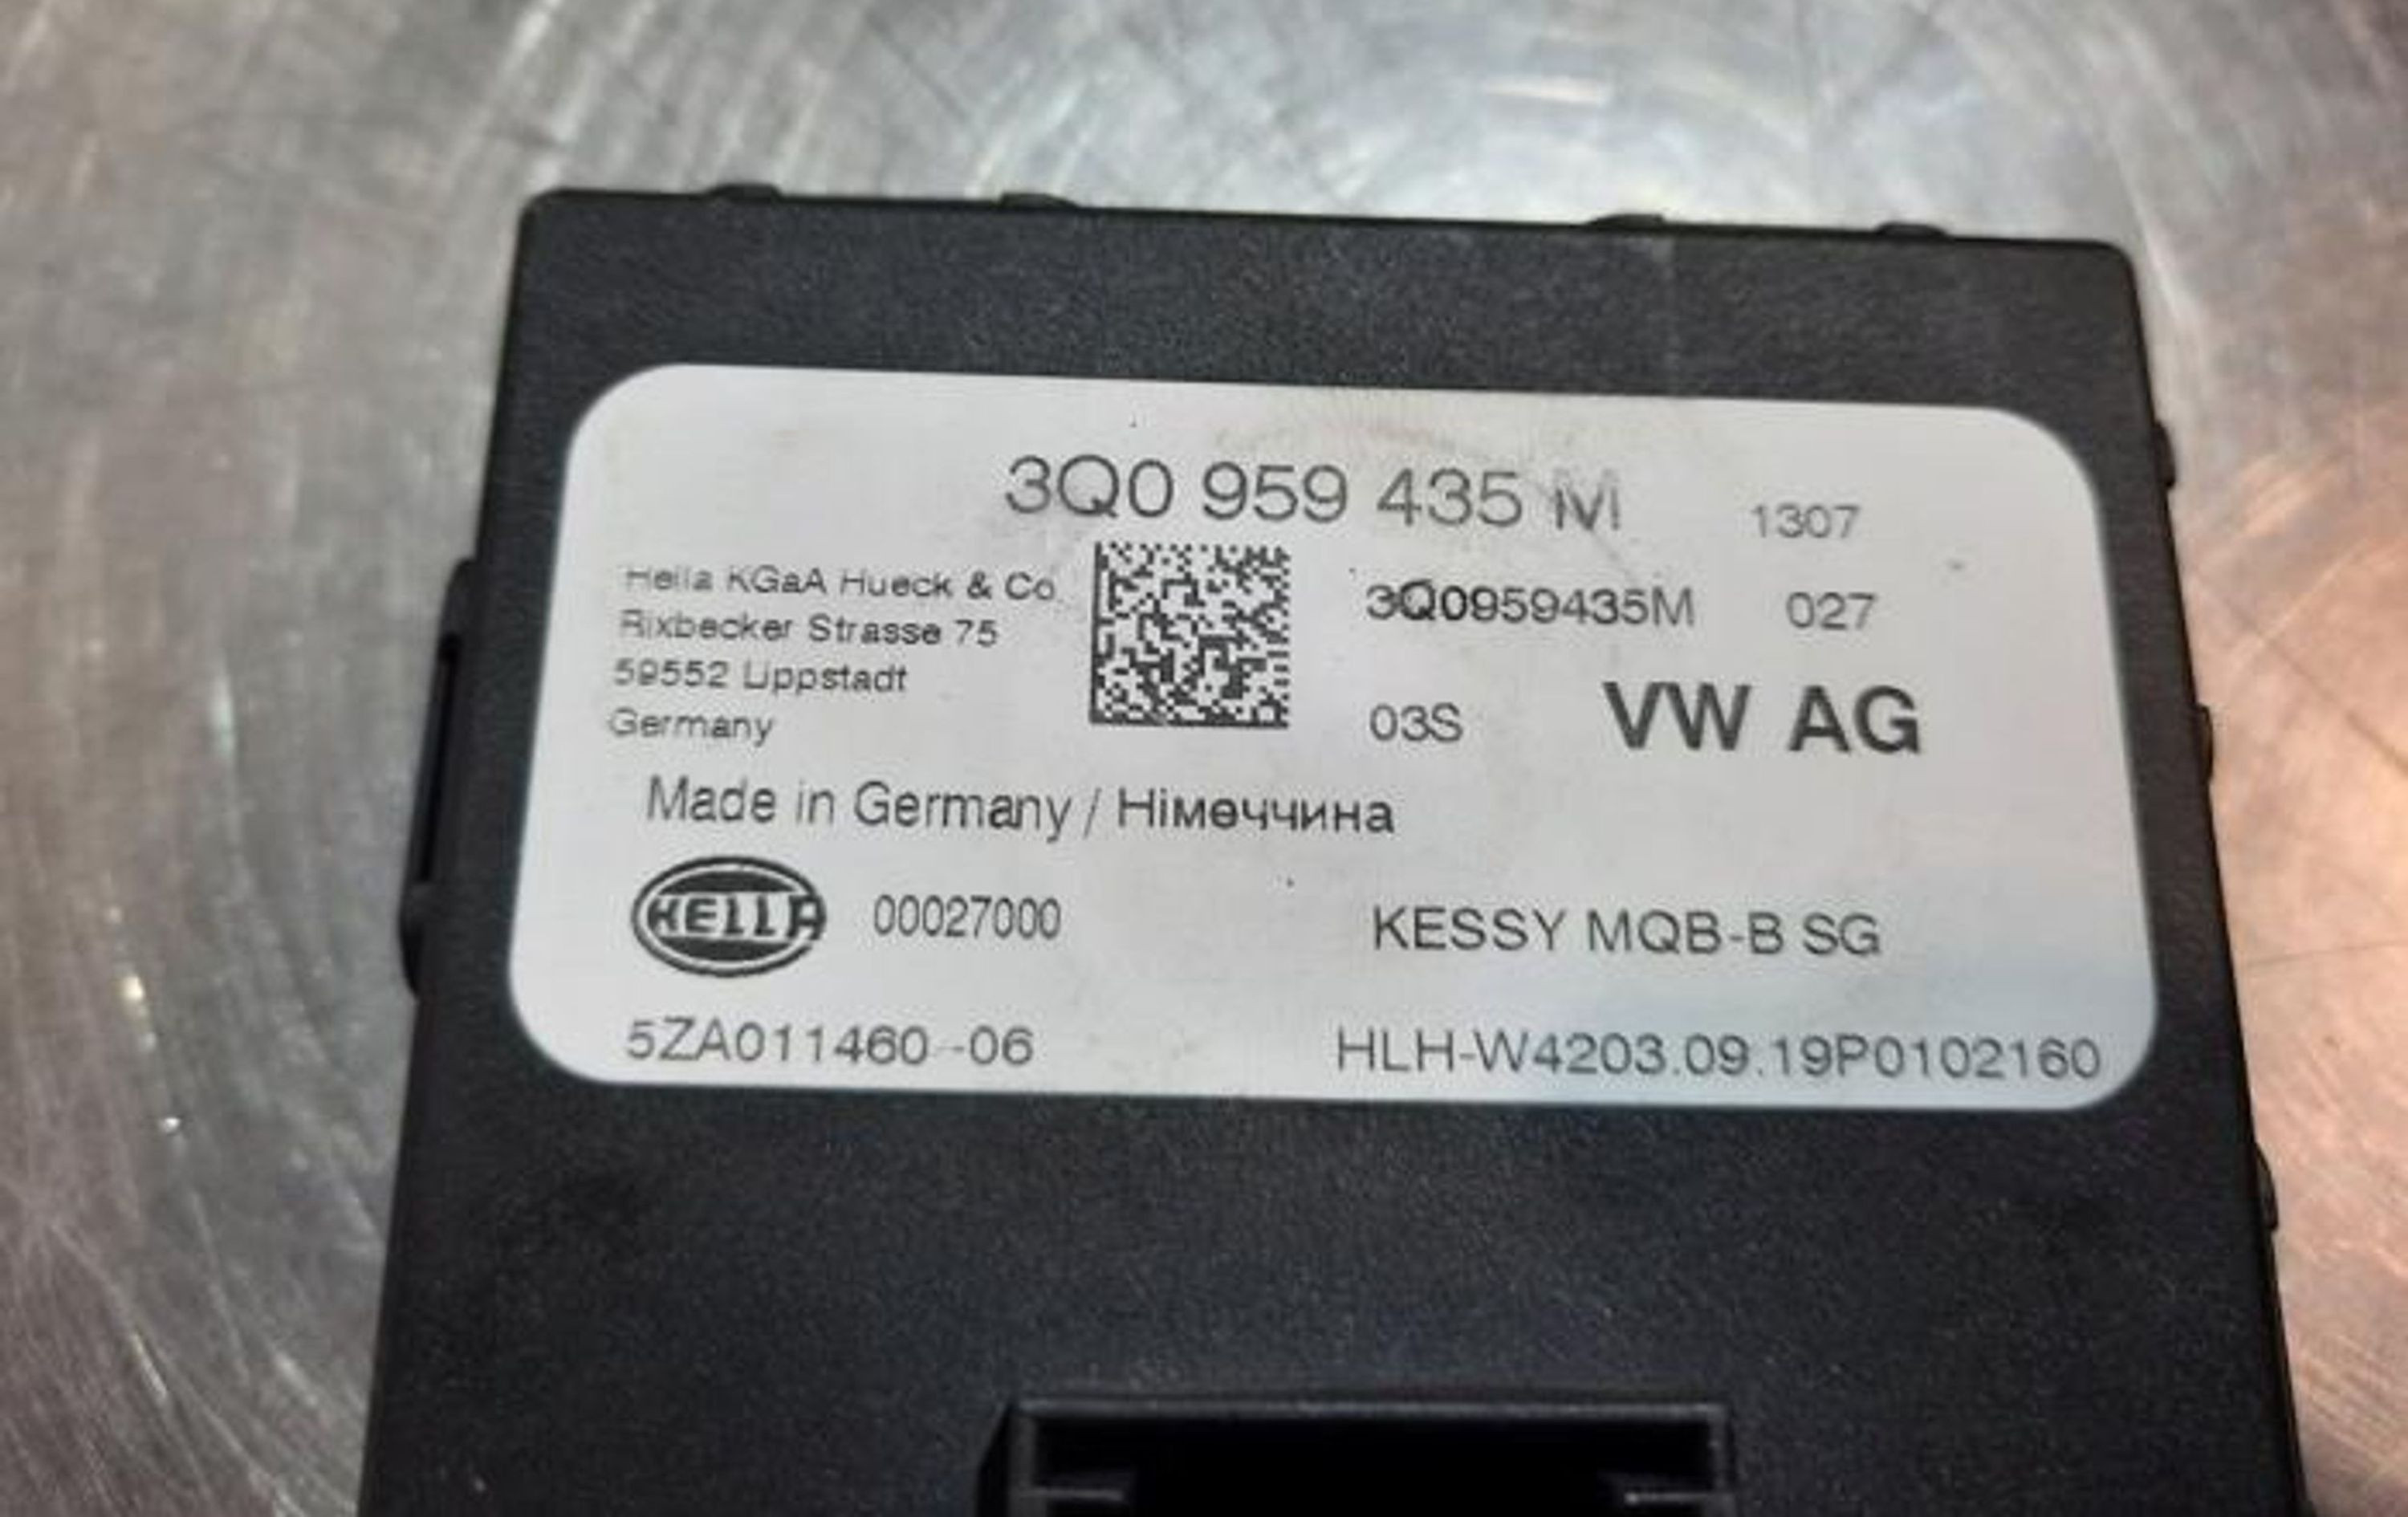 3Q0 959 435 M 1307
Hella KGaA Hueck & Co
Rixbecker Strasse 75
59552 Lippstadt
Germany
3Q0959435M 027
03S VW AG
Made in Germany / Німеччина
HELLA 00027000 KESSY MQB-B SG
5ZA011460--06 HLH-W4203.09.19P0102160